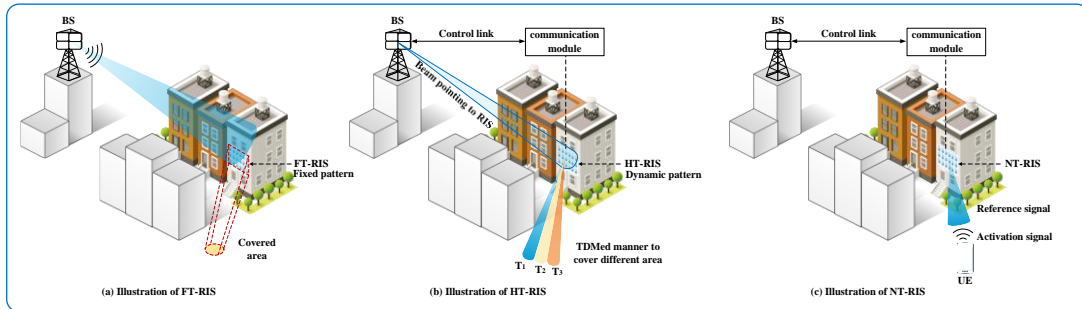 BS
FT-RIS
Fixed pattern
Covered
area
(a) Illustration of FT-RIS
BS
Control link
communication
module
Beam pointing to RIS
HT-RIS
Dynamic pattern
TDMed manner to
cover different area
T₁ T₂ T₃
(b) Illustration of HT-RIS
BS
Control link
communication
module
NT-RIS
Reference signal
Activation signal
UE
(c) Illustration of NT-RIS